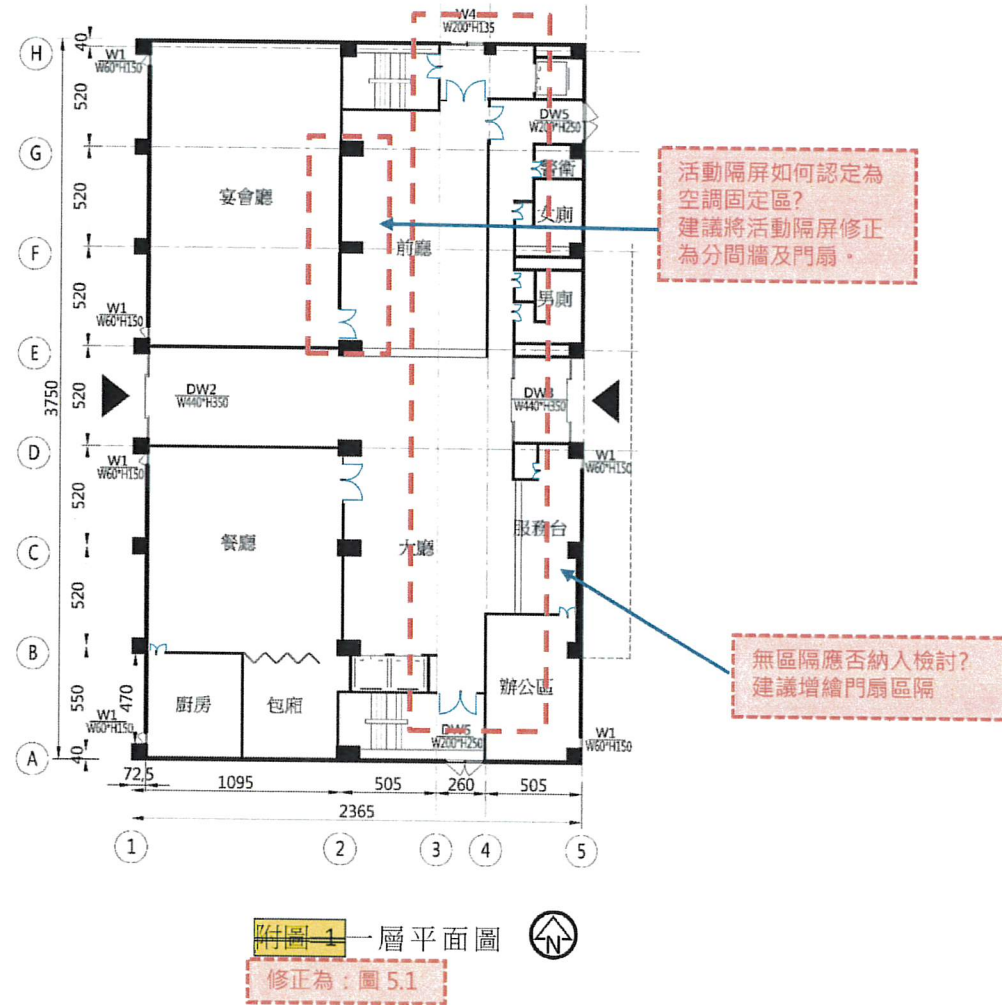 W4
W200*H135
40
H
W1
W60*H150
520
DW5
W200*H250
G
警衛
活動隔屏如何認定為
空調固定區?
建議將活動隔屏修正
為分間牆及門扇。
宴會廳
女廁
520
前廳
F
男廁
520
W1
W60*H150
E
3750
520
DW2
W440*H350
DW3
W440*H350
D
W1
W60*H150
W1
W60*H150
520
餐廳
大廳
服務台
C
520
B
無區隔應否納入檢討?
建議增繪門扇區隔
550
470
廚房
包廂
辦公區
W1
W60*H150
DW5
W200*H250
W1
W60*H150
A
40
72,5
1095
505
260
505
2365
1
2
3
4
5
附圖 1 一層平面圖
N
修正為：圖 5.1